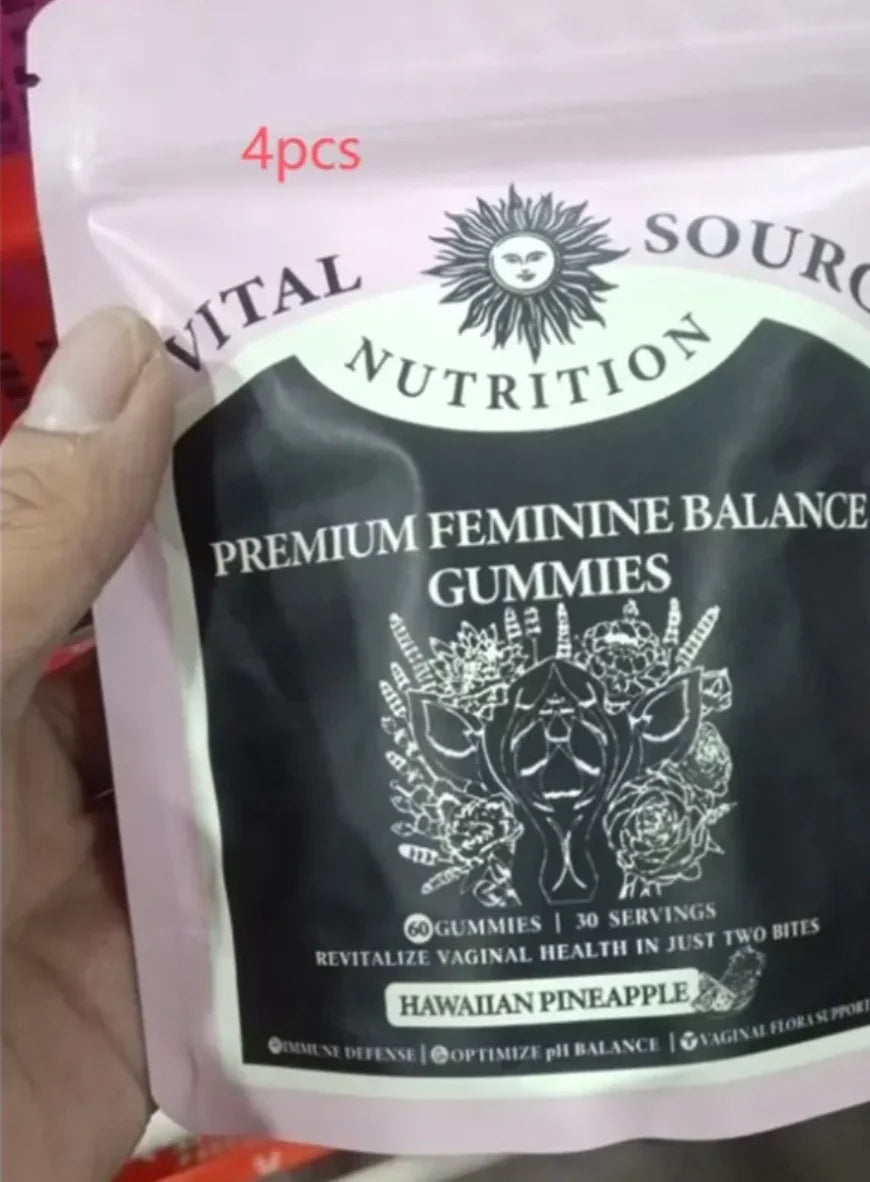 4pcs
VITAL SOURC
NUTRITION
PREMIUM FEMININE BALANCE
GUMMIES
60 GUMMIES | 30 SERVINGS
REVITALIZE VAGINAL HEALTH IN JUST TWO BITES
HAWAIIAN PINEAPPLE
IMMUNE DEFENSE | OPTIMIZE pH BALANCE | VAGINAL FLORA SUPPORT